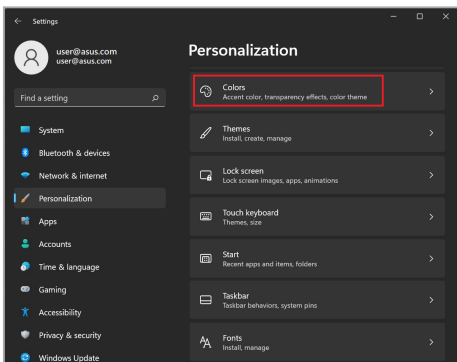 Settings
user@asus.com
user@asus.com
Find a setting
System
Bluetooth & devices
Network & internet
Personalization
Apps
Accounts
Time & language
Gaming
Accessibility
Privacy & security
Windows Update
Personalization
Colors
Accent color, transparency effects, color theme
Themes
Install, create, manage
Lock screen
Lock screen images, apps, animations
Touch keyboard
Themes, size
Start
Recent apps and items, folders
Taskbar
Taskbar behaviors, system pins
Fonts
Install, manage